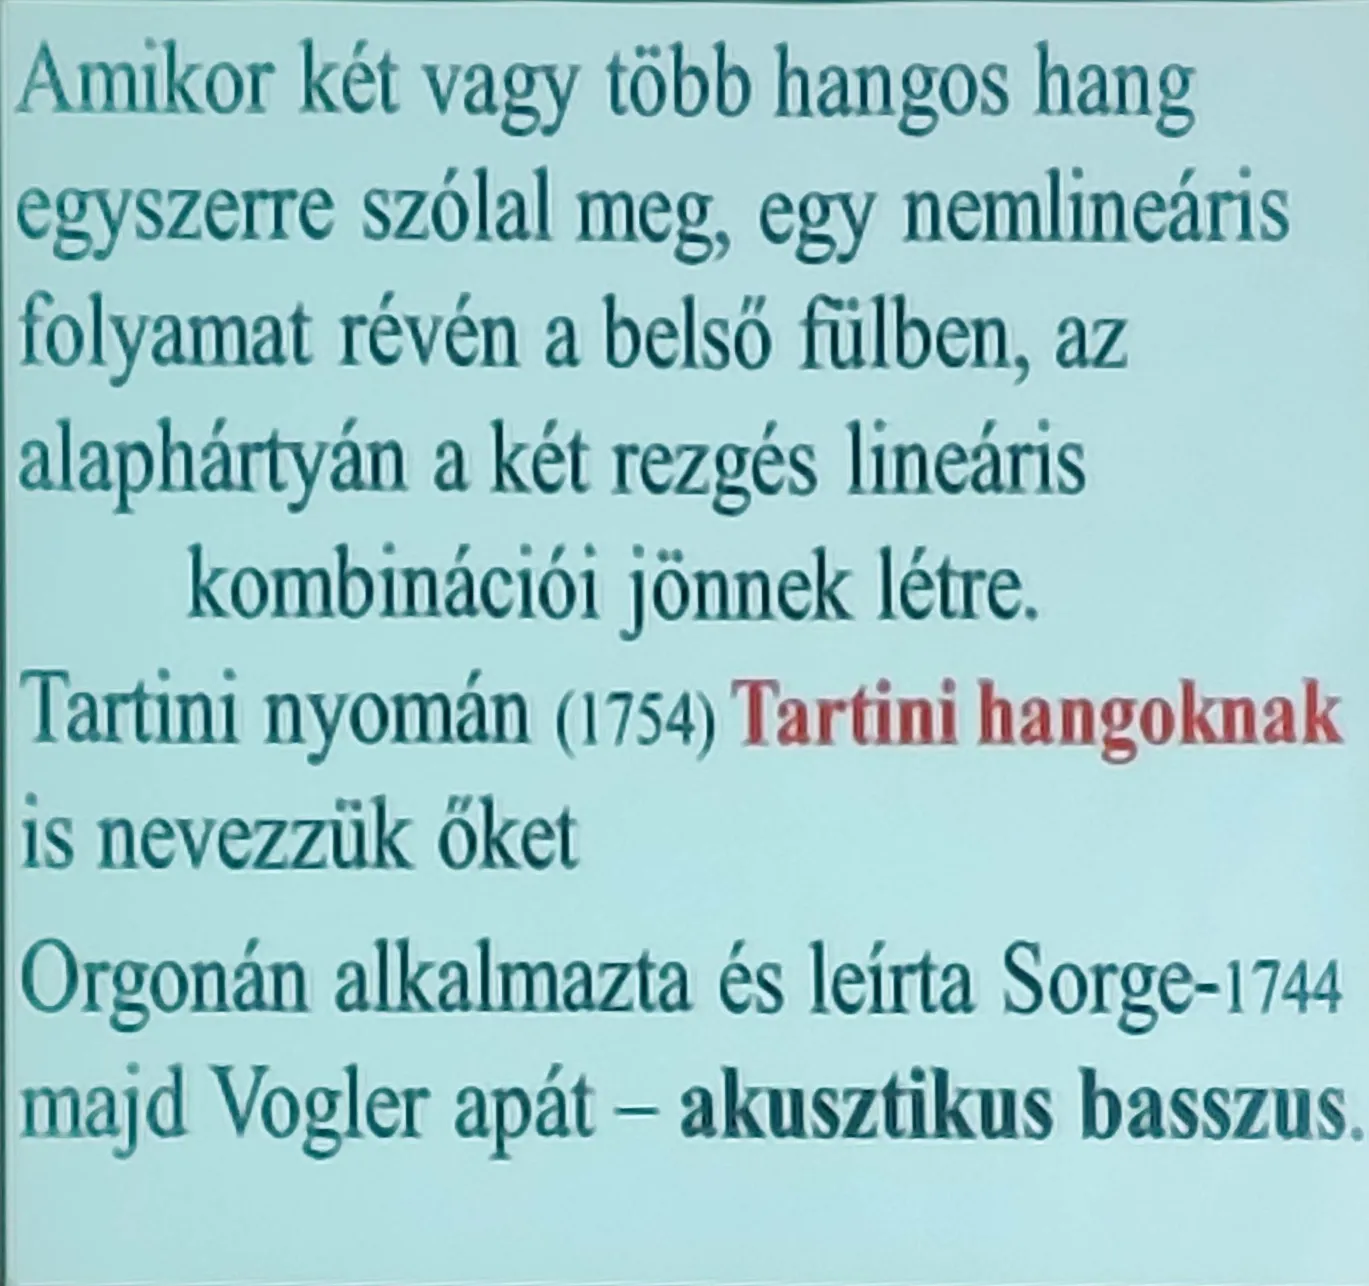 Amikor két vagy több hangos hang
egyszerre szólal meg, egy nemlineáris
folyamat révén a belső fülben, az
alaphártyán a két rezgés lineáris
kombinációi jönnek létre.
Tartini nyomán (1754) Tartini hangoknak
is nevezzük őket
Orgonán alkalmazta és leírta Sorge-1744
majd Vogler apát – akusztikus basszus.